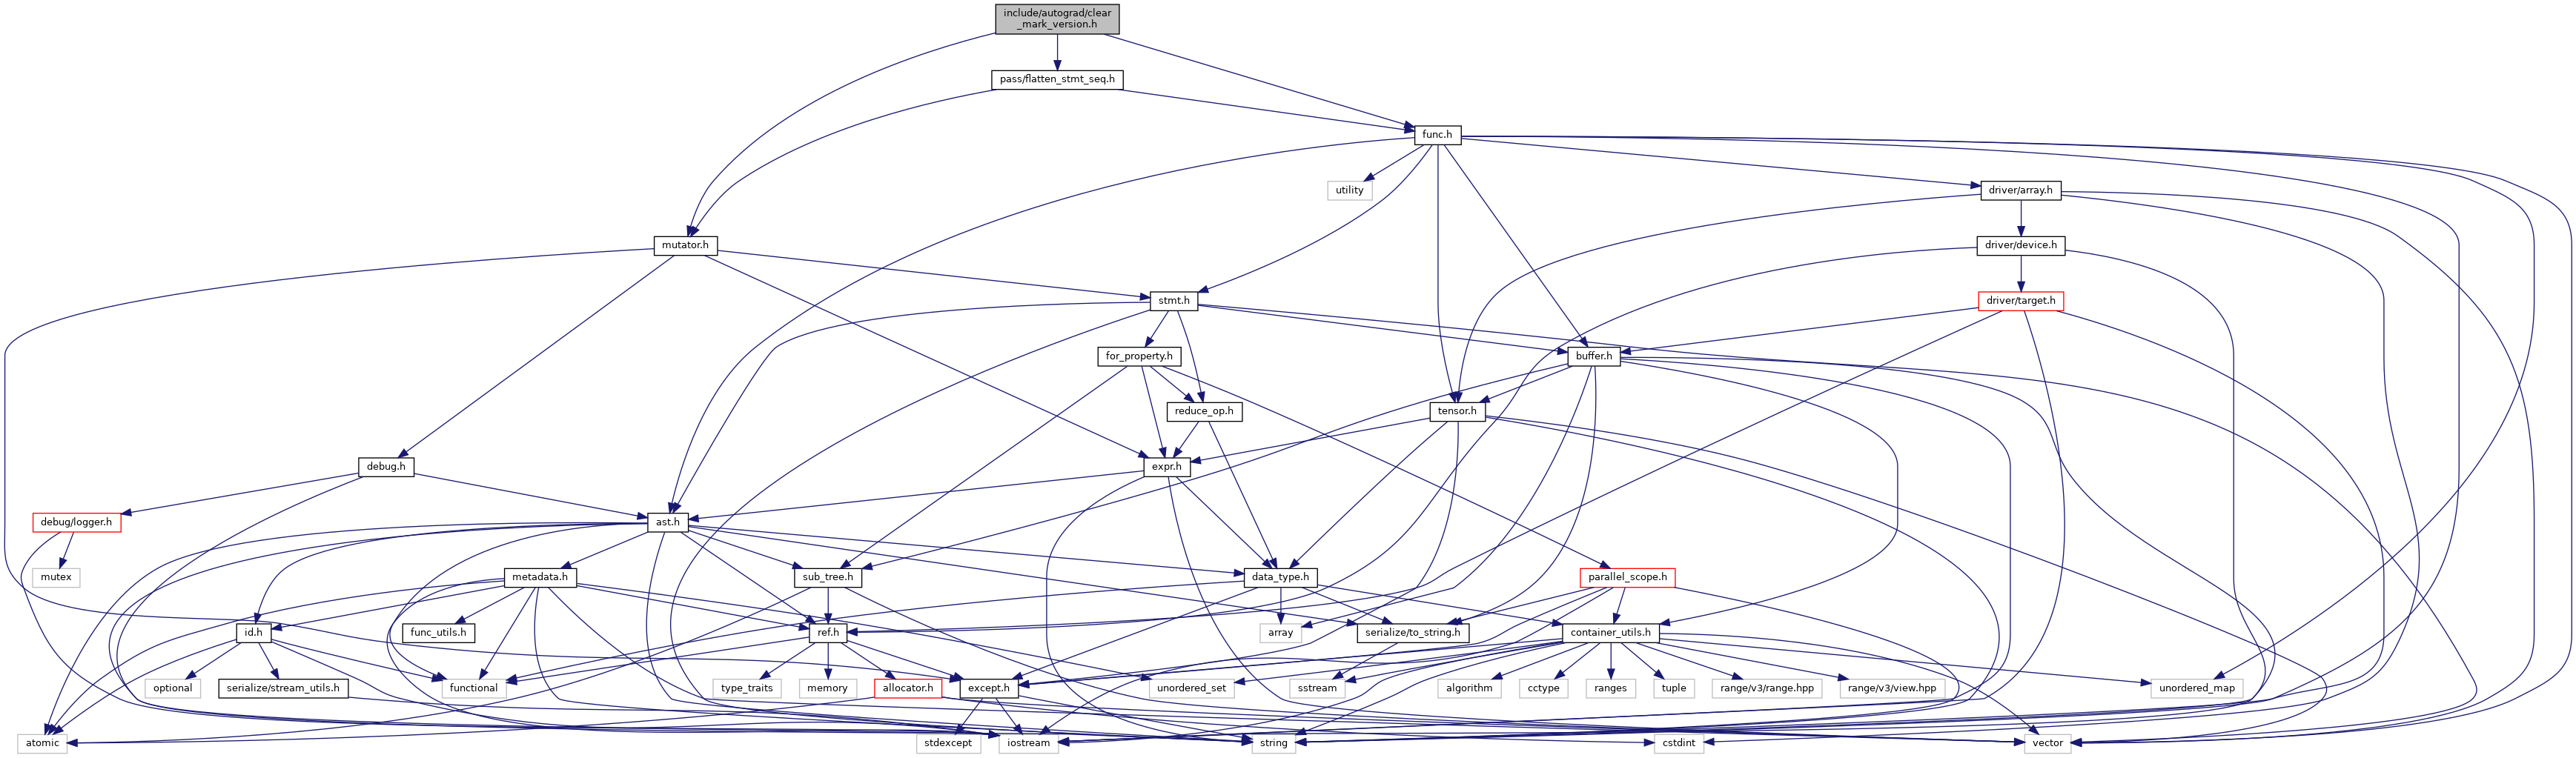 include/autograd/clear
_mark_version.h
pass/flatten_stmt_seq.h
func.h
utility
driver/array.h
mutator.h
driver/device.h
stmt.h
driver/target.h
for_property.h
buffer.h
reduce_op.h
tensor.h
debug.h
expr.h
debug/logger.h
ast.h
mutex
metadata.h
sub_tree.h
data_type.h
parallel_scope.h
id.h
func_utils.h
ref.h
array
serialize/to_string.h
container_utils.h
optional
serialize/stream_utils.h
functional
type_traits
memory
allocator.h
except.h
unordered_set
sstream
algorithm
cctype
ranges
tuple
range/v3/range.hpp
range/v3/view.hpp
unordered_map
atomic
stdexcept
iostream
string
cstdint
vector